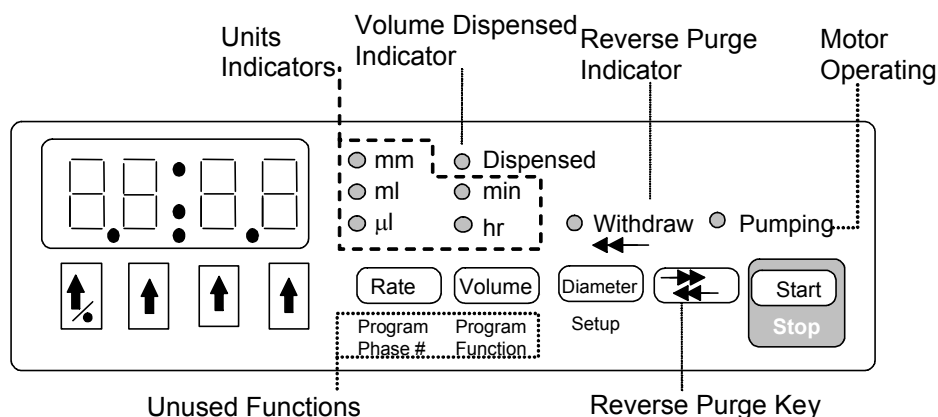 Units
Indicators
Volume Dispensed
Indicator
Reverse Purge
Indicator
Motor
Operating
mm
Dispensed
ml
min
µl
hr
Withdraw
Pumping
Rate
Volume
Diameter
Start
Program
Phase #
Program
Function
Setup
Stop
Unused Functions
Reverse Purge Key